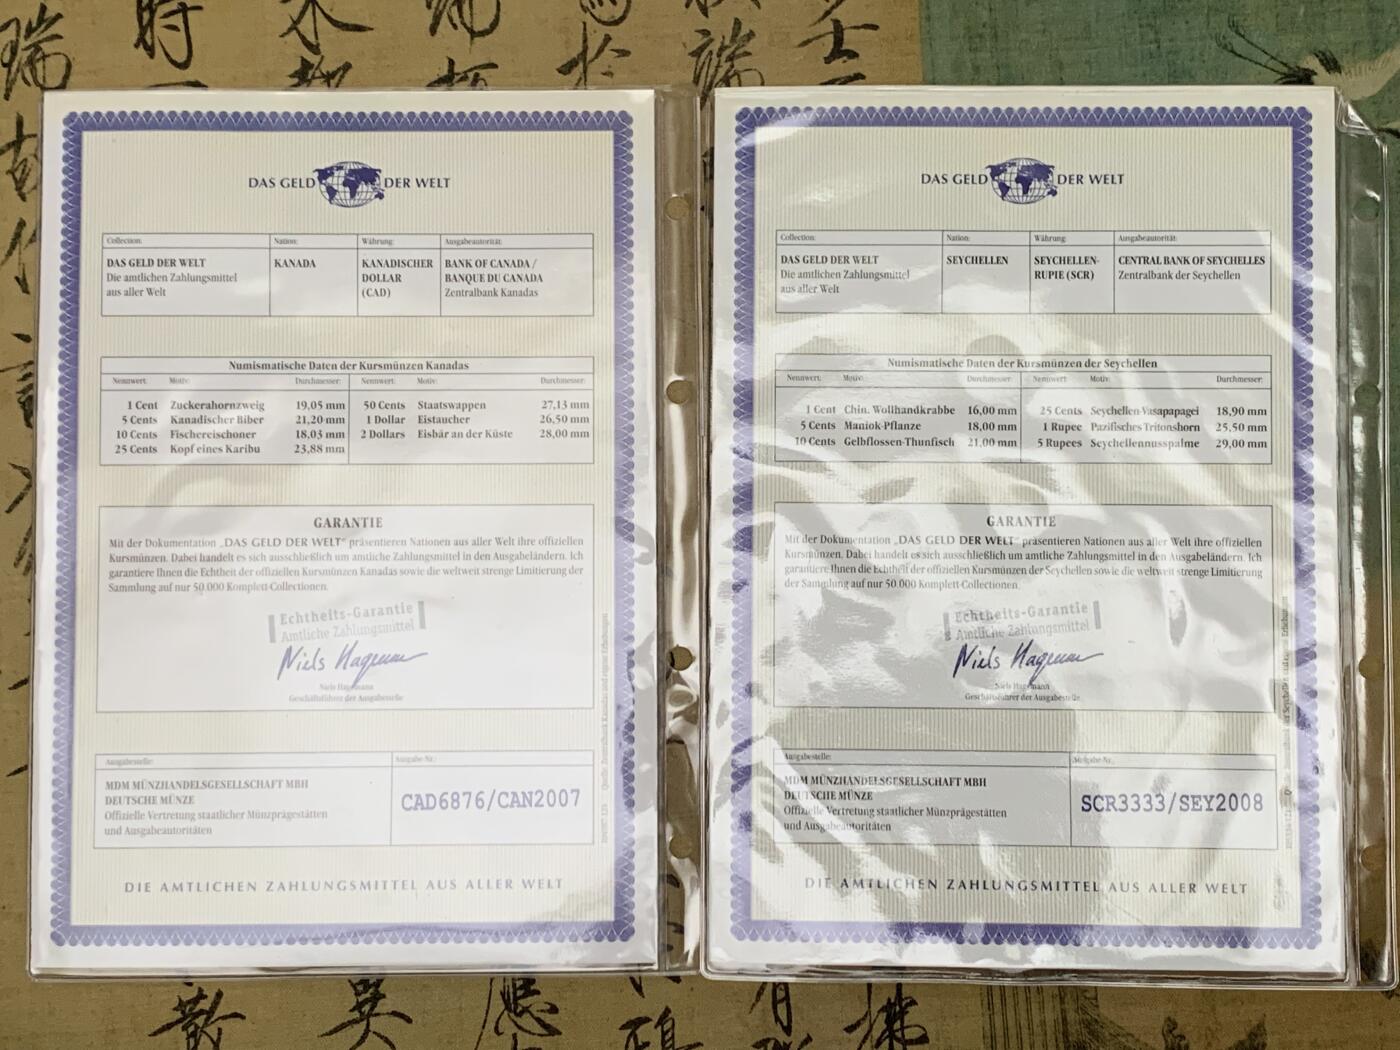 DAS GELD DER WELT
Collection: Nation: Währung: Ausgabeautorität:
DAS GELD DER WELT KANADA KANADISCHER BANK OF CANADA /
Die amtlichen Zahlungsmittel DOLLAR BANQUE DU CANADA
aus aller Welt (CAD) Zentralbank Kanadas
Numismatische Daten der Kursmünzen Kanadas
Nennwert: Motiv: Durchmesser: Nennwert: Motiv: Durchmesser:
1 Cent Zuckerahornzweig 19,05 mm 50 Cents Staatswappen 27,13 mm
5 Cents Kanadischer Biber 21,20 mm 1 Dollar Eistaucher 26,50 mm
10 Cents Fischereischoner 18,03 mm 2 Dollars Eisbär an der Küste 28,00 mm
25 Cents Kopf eines Karibu 23,88 mm
GARANTIE
Mit der Dokumentation „DAS GELD DER WELT“ präsentieren Nationen aus aller Welt ihre offiziellen
Kursmünzen. Dabei handelt es sich ausschließlich um amtliche Zahlungsmittel in den Ausgabeländern. Ich
garantiere Ihnen die Echtheit der offiziellen Kursmünzen Kanadas sowie die weltweit strenge Limitierung der
Sammlung auf nur 50.000 Komplett-Collectionen.
Echtheits-Garantie
Amtliche Zahlungsmittel
Niels Hagemann
Niels Hagemann
Geschäftsführer der Ausgabestelle
Ausgabestelle: Ausgabe-Nr.:
MDM MÜNZHANDELSGESELLSCHAFT MBH
DEUTSCHE MÜNZE CAD6876/CAN2007
Offizielle Vertretung staatlicher Münzprägestätten
und Ausgabeautoritäten
DIE AMTLICHEN ZAHLUNGSMITTEL AUS ALLER WELT
DAS GELD DER WELT
Collection: Nation: Währung: Ausgabeautorität:
DAS GELD DER WELT SEYCHELLEN SEYCHELLEN- CENTRAL BANK OF SEYCHELLES
Die amtlichen Zahlungsmittel RUPIE (SCR) Zentralbank der Seychellen
aus aller Welt
Numismatische Daten der Kursmünzen der Seychellen
Nennwert: Motiv: Durchmesser: Nennwert: Motiv: Durchmesser:
1 Cent Chin. Wollhandkrabbe 16,00 mm 25 Cents Seychellen-Vasapapagei 18,90 mm
5 Cents Maniok-Pflanze 18,00 mm 1 Rupee Pazifisches Tritonshorn 25,50 mm
10 Cents Gelbflossen-Thunfisch 21,00 mm 5 Rupees Seychellennusspalme 29,00 mm
GARANTIE
Mit der Dokumentation „DAS GELD DER WELT“ präsentieren Nationen aus aller Welt ihre offiziellen
Kursmünzen. Dabei handelt es sich ausschließlich um amtliche Zahlungsmittel in den Ausgabeländern. Ich
garantiere Ihnen die Echtheit der offiziellen Kursmünzen der Seychellen sowie die weltweit strenge Limitierung
der Sammlung auf nur 50.000 Komplett-Collectionen.
Echtheits-Garantie
Amtliche Zahlungsmittel
Niels Hagemann
Niels Hagemann
Geschäftsführer der Ausgabestelle
Ausgabestelle: Ausgabe-Nr.:
MDM MÜNZHANDELSGESELLSCHAFT MBH
DEUTSCHE MÜNZE SCR3333/SEY2008
Offizielle Vertretung staatlicher Münzprägestätten
und Ausgabeautoritäten
DIE AMTLICHEN ZAHLUNGSMITTEL AUS ALLER WELT